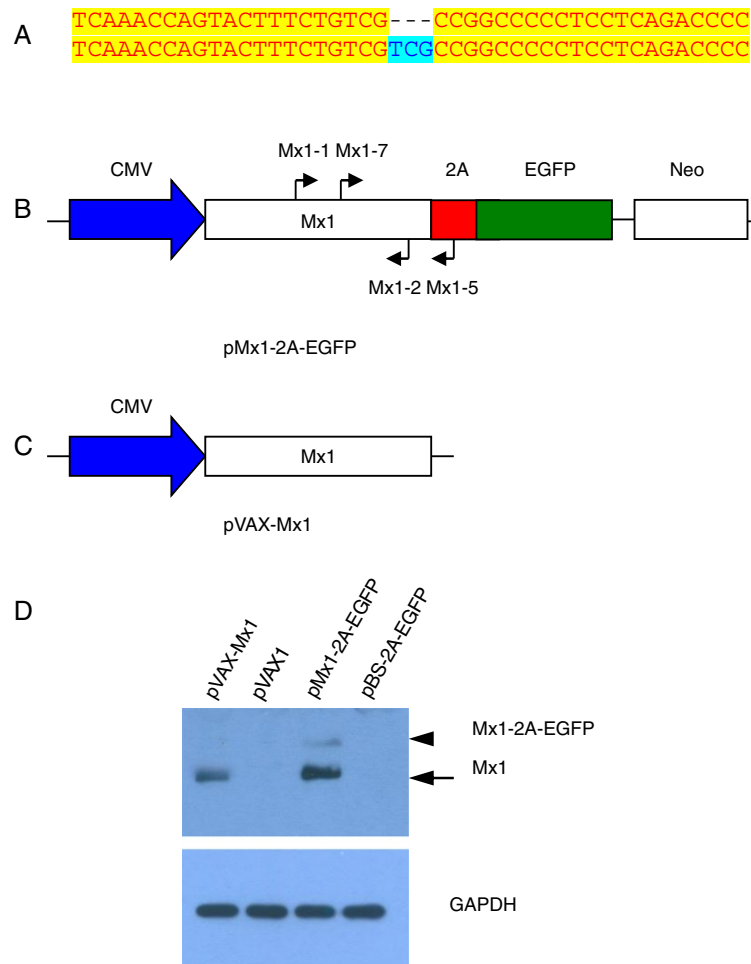 A
TCAAACCAGTACTTTCTGTCG---CCGGCCCCCTCCTCAGACCCC
TCAAACCAGTACTTTCTGTCGTCGCCGGCCCCCTCCTCAGACCCC
Mx1-1 Mx1-7
CMV 2A EGFP Neo
B
Mx1
Mx1-2 Mx1-5
pMx1-2A-EGFP
CMV
C
Mx1
pVAX-Mx1
D
pVAX-Mx1
pVAX1
pMx1-2A-EGFP
pBS-2A-EGFP
Mx1-2A-EGFP
Mx1
GAPDH